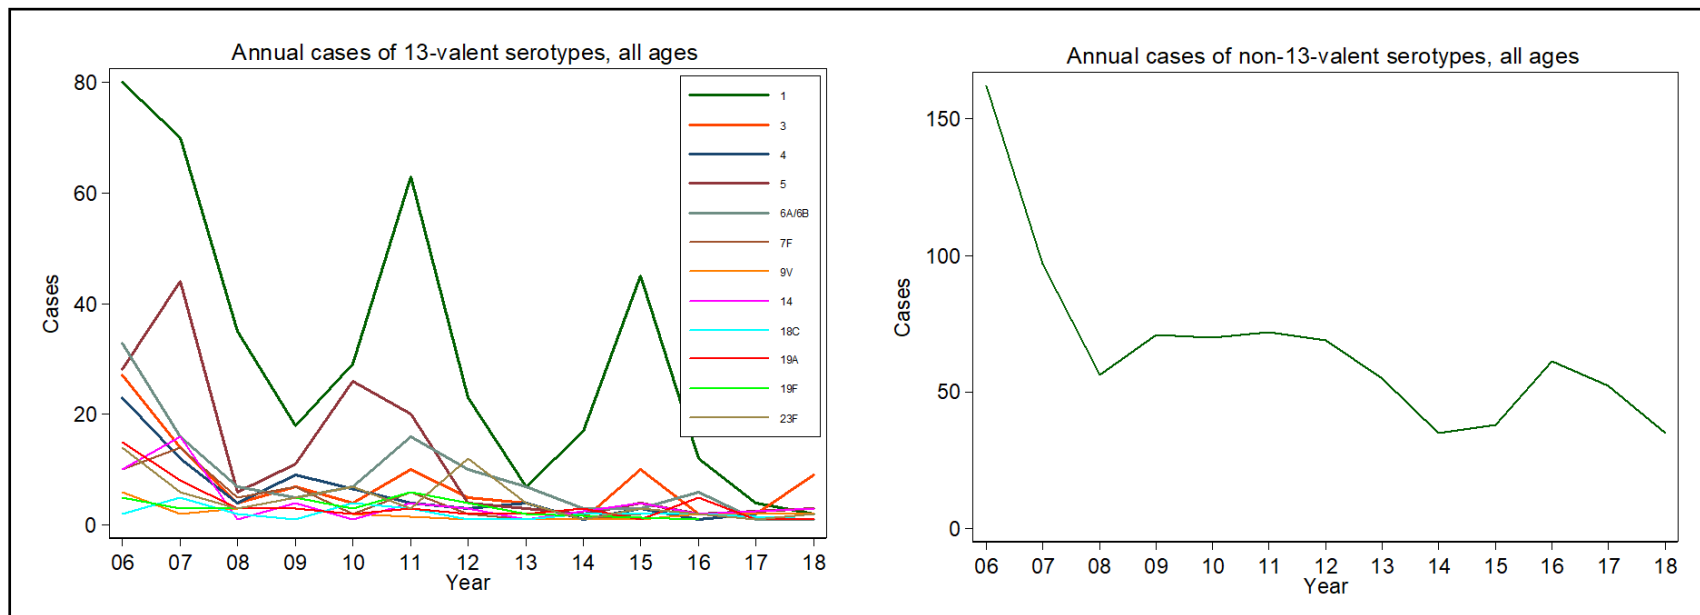 Annual cases of 13-valent serotypes, all ages
Cases
80
60
40
20
0
1
3
4
5
6A/6B
7F
9V
14
18C
19A
19F
23F
06 07 08 09 10 11 12 13 14 15 16 17 18
Year
Annual cases of non-13-valent serotypes, all ages
Cases
150
100
50
0
06 07 08 09 10 11 12 13 14 15 16 17 18
Year